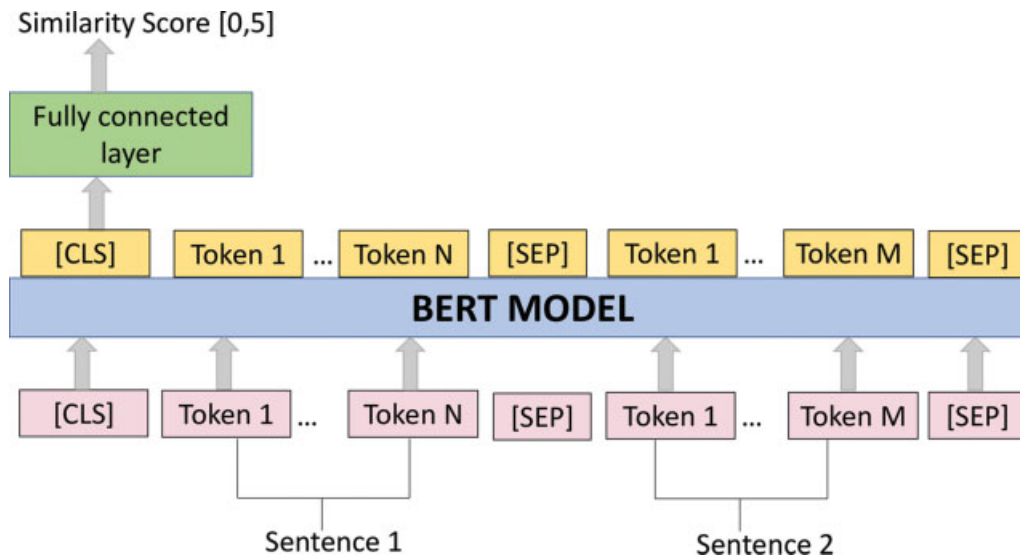 Similarity Score [0,5]
Fully connected
layer
[CLS] Token 1 ... Token N [SEP] Token 1 ... Token M [SEP]
BERT MODEL
[CLS] Token 1 ... Token N [SEP] Token 1 ... Token M [SEP]
Sentence 1 Sentence 2